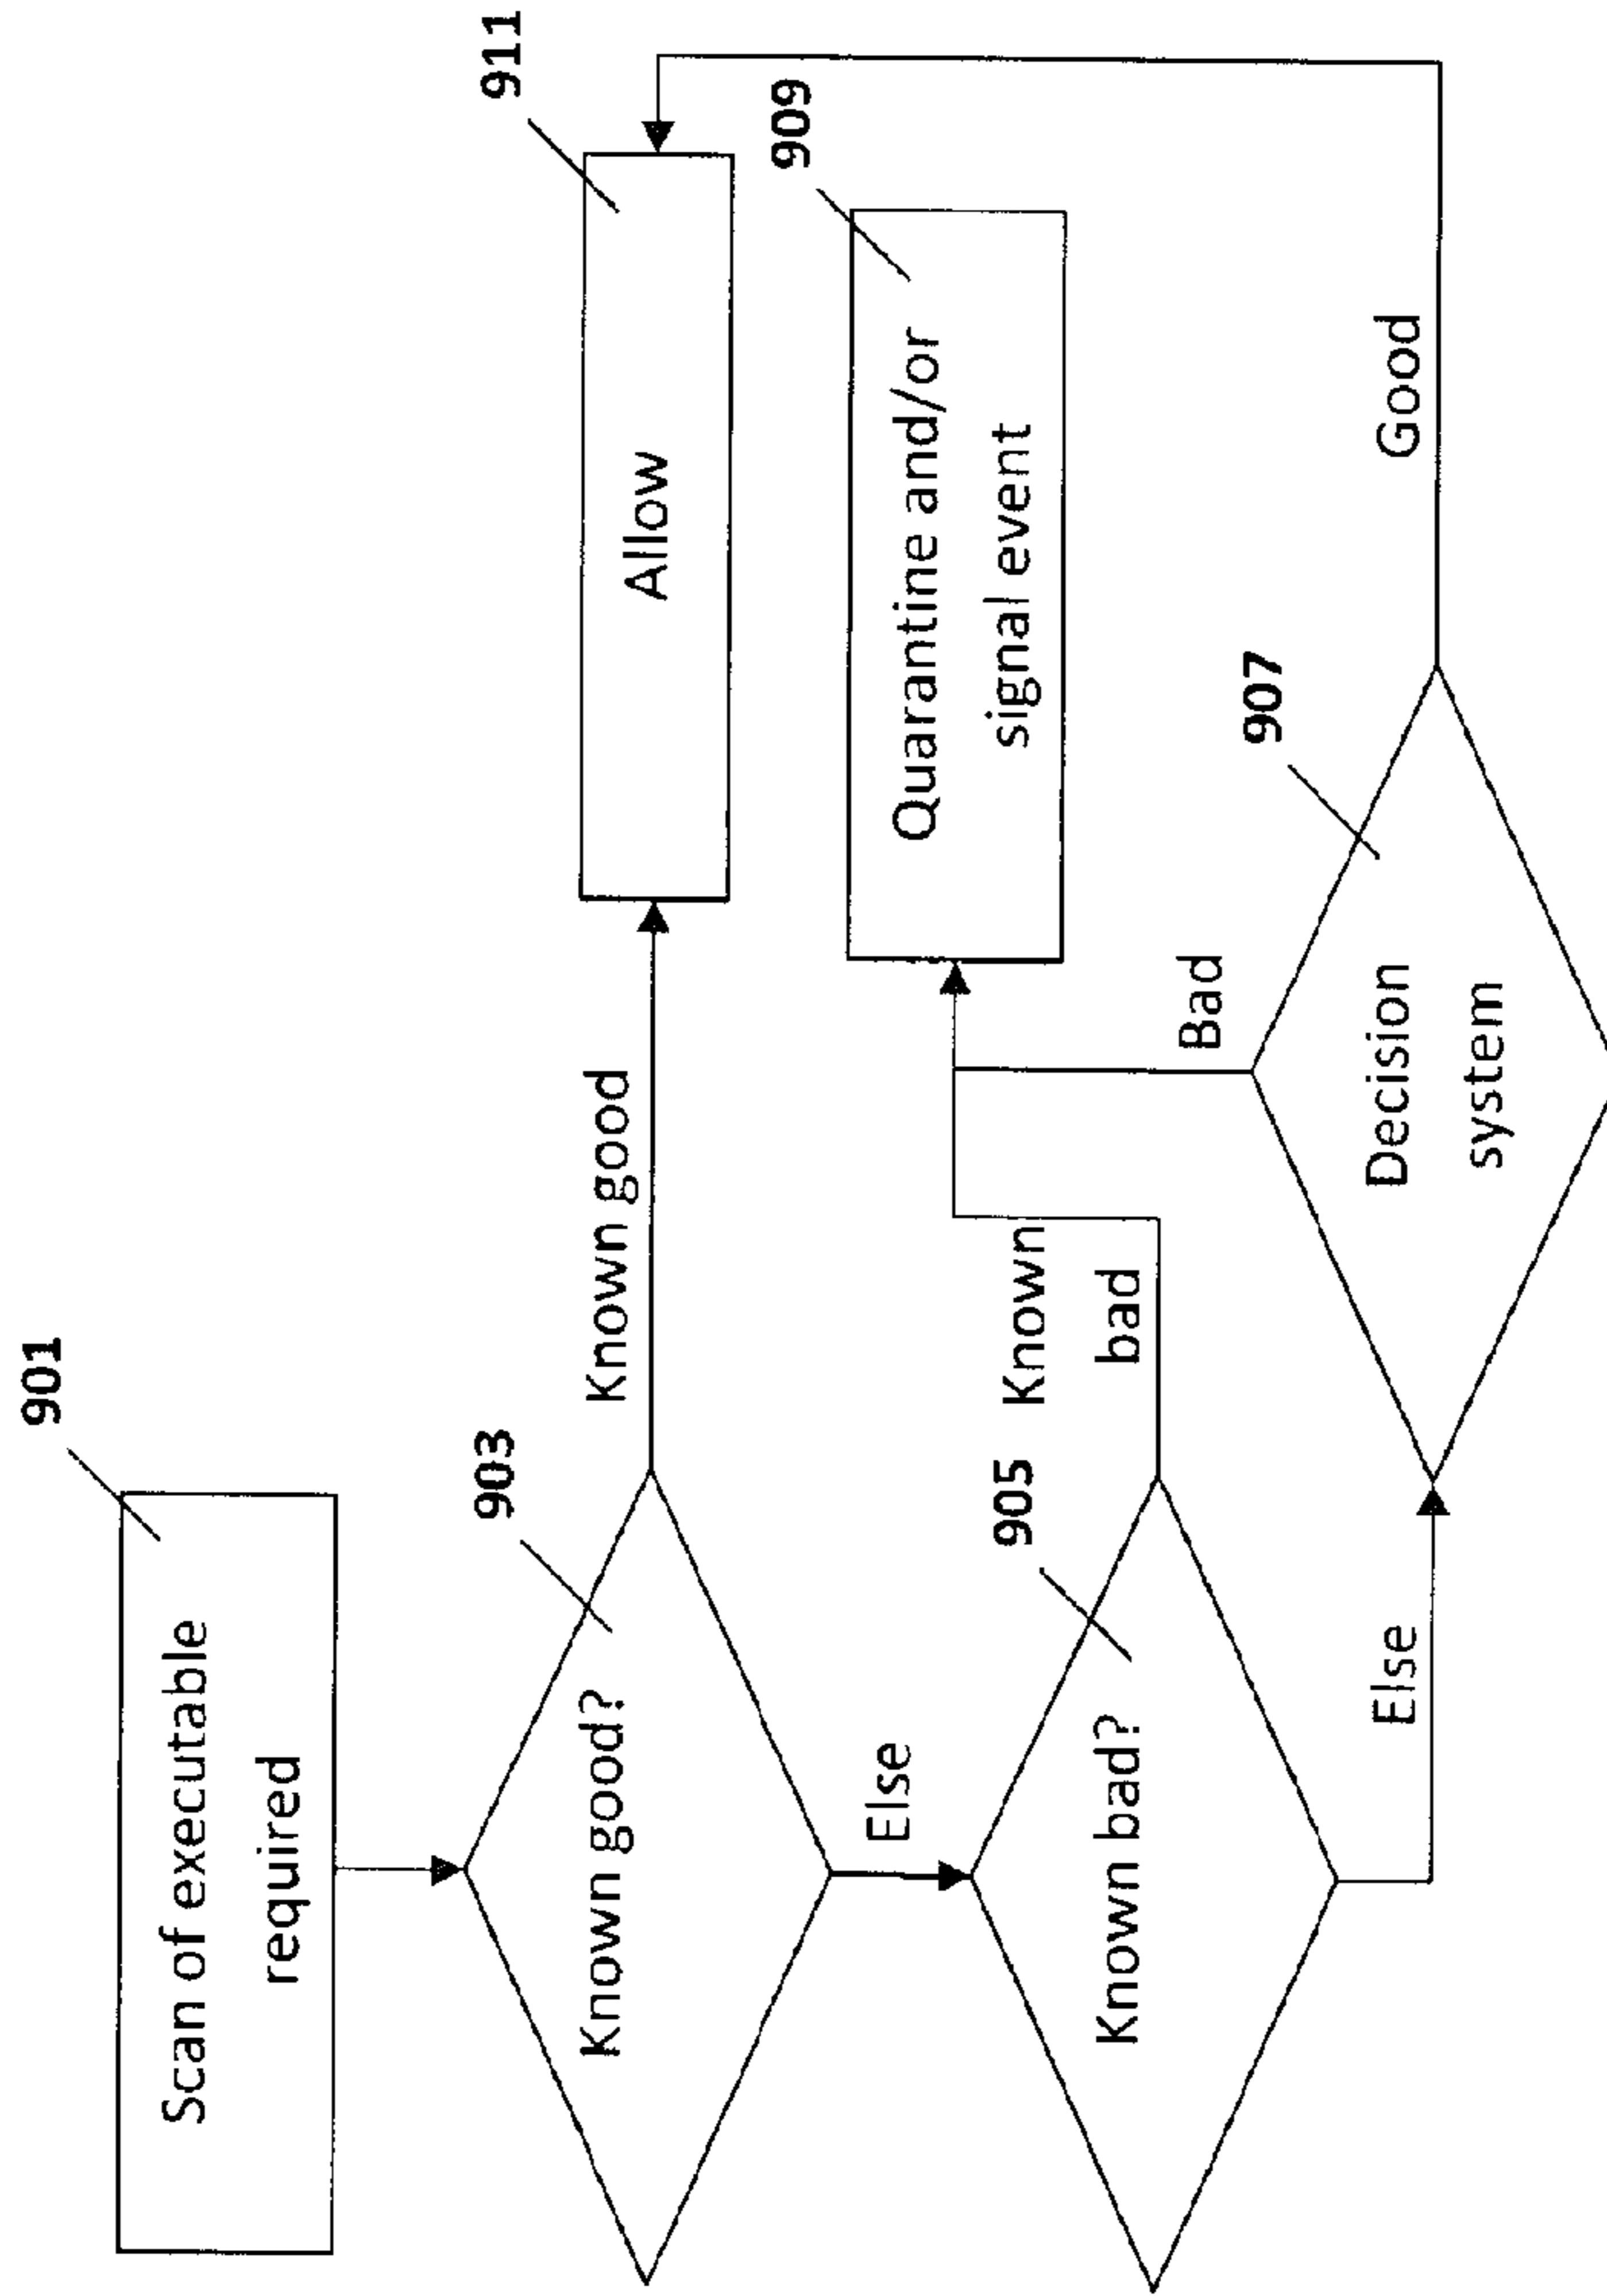 901
Scan of executable
required
903
Known good?
Known good
911
Allow
Else
905
Known bad?
Known
bad
909
Quarantine and/or
signal event
Else
907
Decision
system
Bad
Good